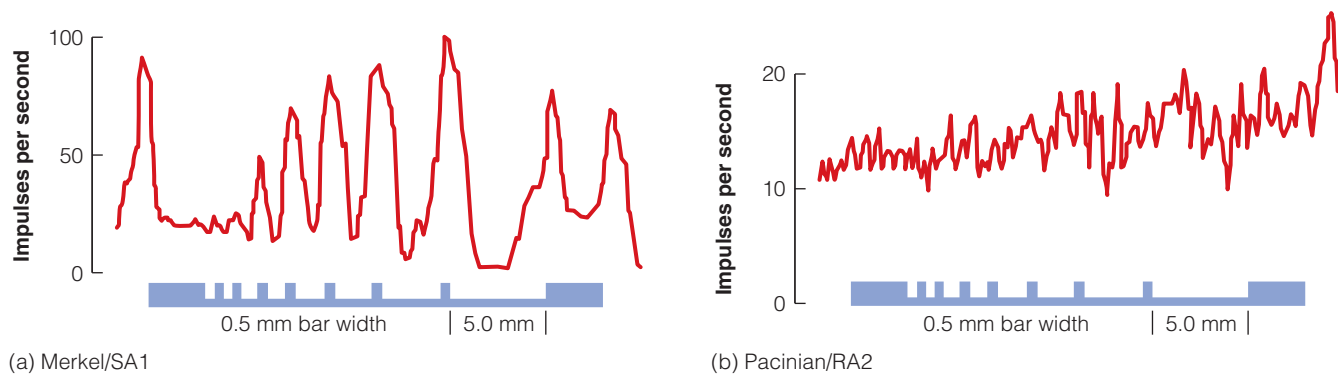 Impulses per second
100
50
0
0.5 mm bar width
5.0 mm
(a) Merkel/SA1
Impulses per second
20
10
0
0.5 mm bar width
5.0 mm
(b) Pacinian/RA2